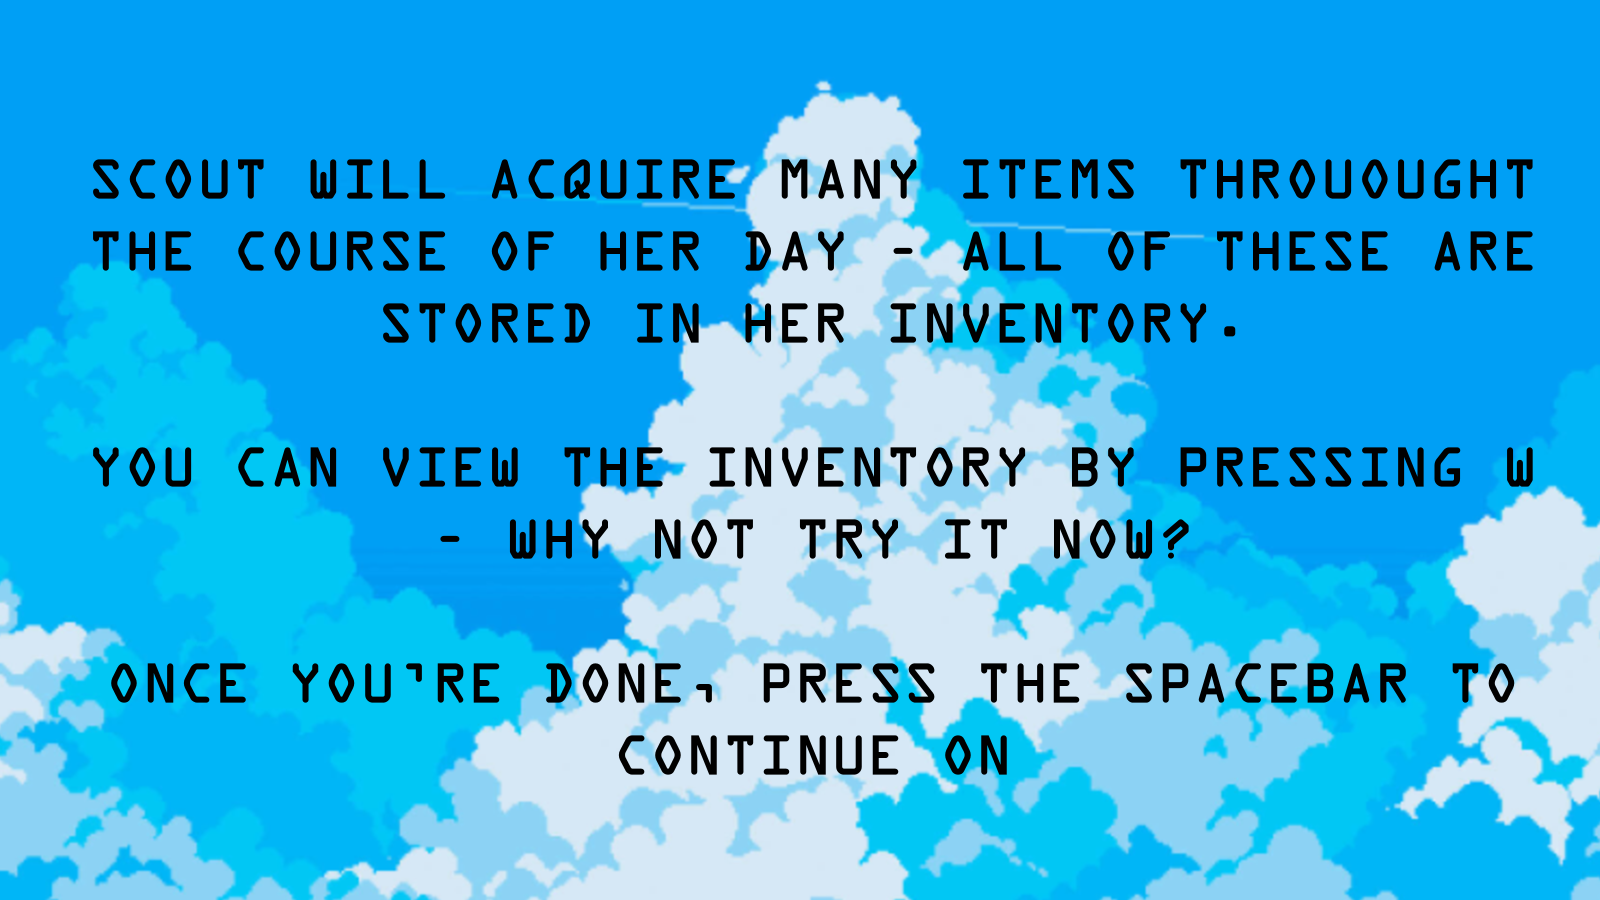 SCOUT WILL ACQUIRE MANY ITEMS THROUOUGHT
THE COURSE OF HER DAY - ALL OF THESE ARE
STORED IN HER INVENTORY.
YOU CAN VIEW THE INVENTORY BY PRESSING W
- WHY NOT TRY IT NOW?
ONCE YOU'RE DONE, PRESS THE SPACEBAR TO
CONTINUE ON